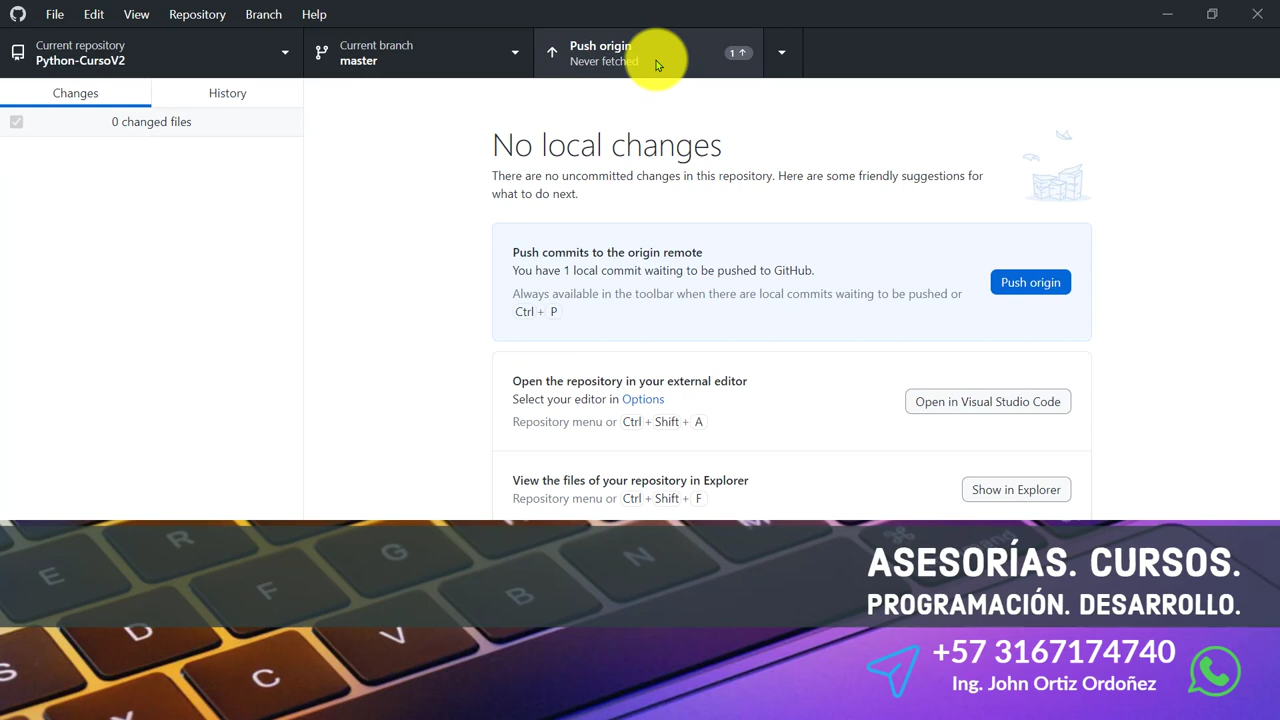 File Edit View Repository Branch Help
Current repository
Python-CursoV2
Current branch
master
Push origin
Never fetched
1
Changes
History
0 changed files
No local changes
There are no uncommitted changes in this repository. Here are some friendly suggestions for
what to do next.
Push commits to the origin remote
You have 1 local commit waiting to be pushed to GitHub.
Always available in the toolbar when there are local commits waiting to be pushed or
Ctrl + P
Push origin
Open the repository in your external editor
Select your editor in Options
Repository menu or Ctrl + Shift + A
Open in Visual Studio Code
View the files of your repository in Explorer
Repository menu or Ctrl + Shift + F
Show in Explorer
E R F G D C V B N M
ASESORÍAS. CURSOS.
PROGRAMACIÓN. DESARROLLO.
+57 3167174740
Ing. John Ortiz Ordoñez